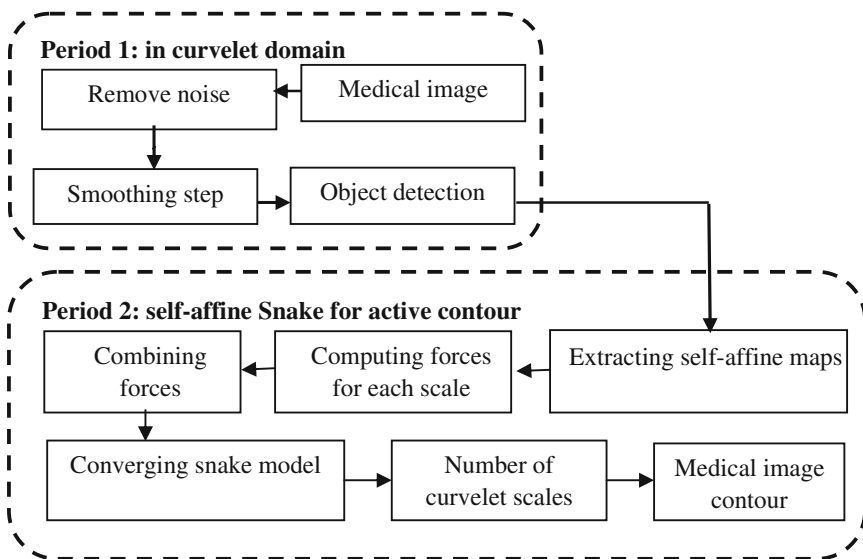 Period 1: in curvelet domain
Remove noise
Medical image
Smoothing step
Object detection
Period 2: self-affine Snake for active contour
Combining
forces
Computing forces
for each scale
Extracting self-affine maps
Converging snake model
Number of
curvelet scales
Medical image
contour